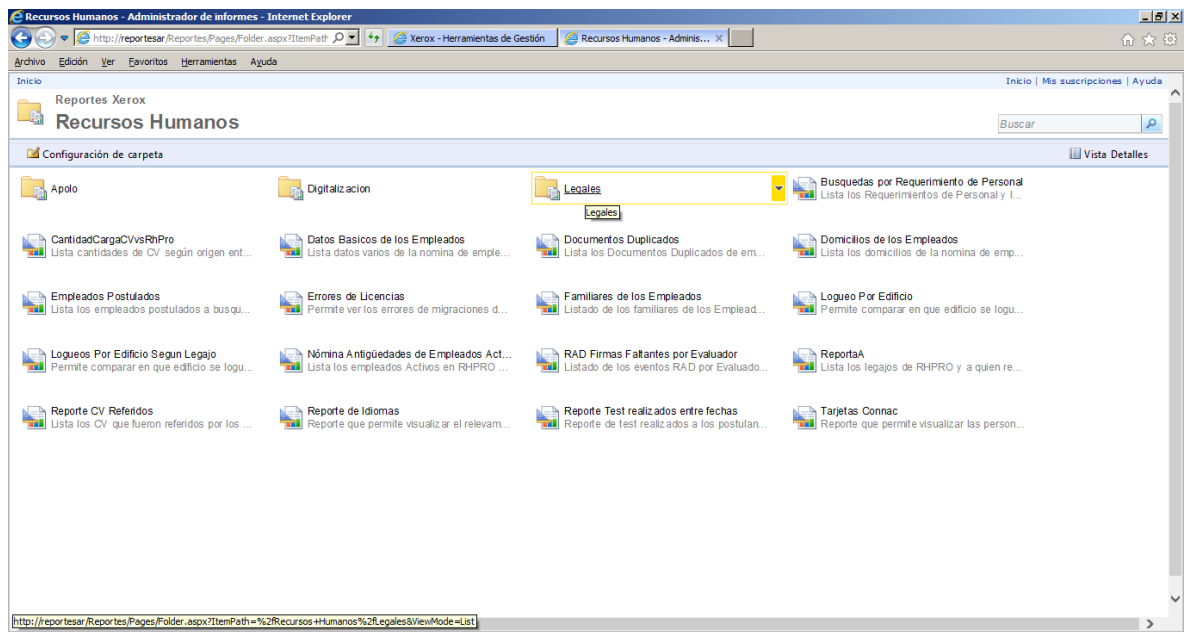 Recursos Humanos - Administrador de informes - Internet Explorer
http://reportesar/Reportes/Pages/Folder.aspx?ItemPath
Xerox - Herramientas de Gestión
Recursos Humanos - Adminis...
Archivo Edición Ver Favoritos Herramientas Ayuda
Inicio
Inicio | Mis suscripciones | Ayuda
Reportes Xerox
Recursos Humanos
Buscar
Configuración de carpeta
Vista Detalles
Apolo
Digitalizacion
Legales
Legales
Busquedas por Requerimiento de Personal
Lista los Requerimientos de Personal y l...
CantidadCargaCVvsRhPro
Lista cantidades de CV según origen ent...
Datos Basicos de los Empleados
Lista datos varios de la nomina de emple...
Documentos Duplicados
Lista los Documentos Duplicados de em...
Domicilios de los Empleados
Lista los domicilios de la nomina de emp...
Empleados Postulados
Lista los empleados postulados a busqu...
Errores de Licencias
Permite ver los errores de migraciones d...
Familiares de los Empleados
Listado de los familiares de los Emplead...
Logueo Por Edificio
Permite comparar en que edificio se logu...
Logueos Por Edificio Segun Legajo
Permite comparar en que edificio se logu...
Nómina Antigüedades de Empleados Act...
Lista los empleados Activos en RHPRO ...
RAD Firmas Faltantes por Evaluador
Listado de los eventos RAD por Evaluado...
ReportaA
Lista los legajos de RHPRO y a quien re...
Reporte CV Referidos
Lista los CV que fueron referidos por los ...
Reporte de Idiomas
Reporte que permite visualizar el relevam...
Reporte Test realizados entre fechas
Reporte de test realizados a los postulan...
Tarjetas Connac
Reporte que permite visualizar las person...
http://reportesar/Reportes/Pages/Folder.aspx?ItemPath=%2fRecursos+Humanos%2fLegales&ViewMode=List